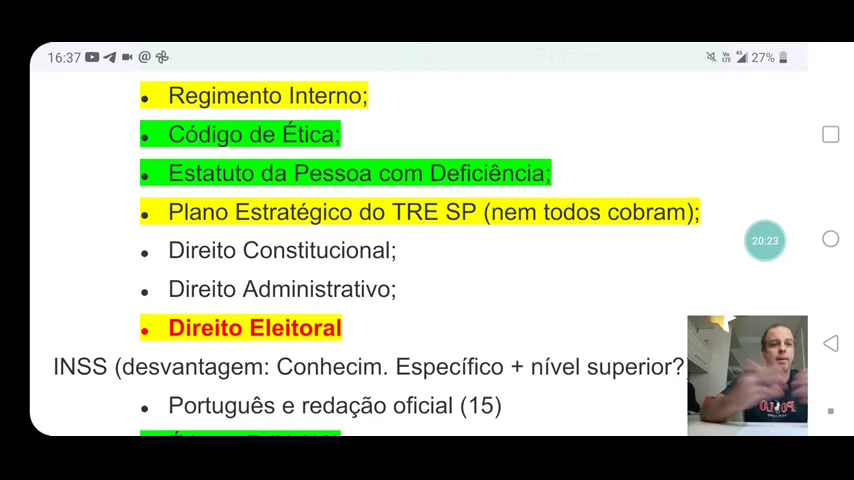 16:37
27%
Regimento Interno;
Código de Ética;
Estatuto da Pessoa com Deficiência;
Plano Estratégico do TRE SP (nem todos cobram);
20:23
Direito Constitucional;
Direito Administrativo;
Direito Eleitoral
INSS (desvantagem: Conhecim. Específico + nível superior?
Português e redação oficial (15)